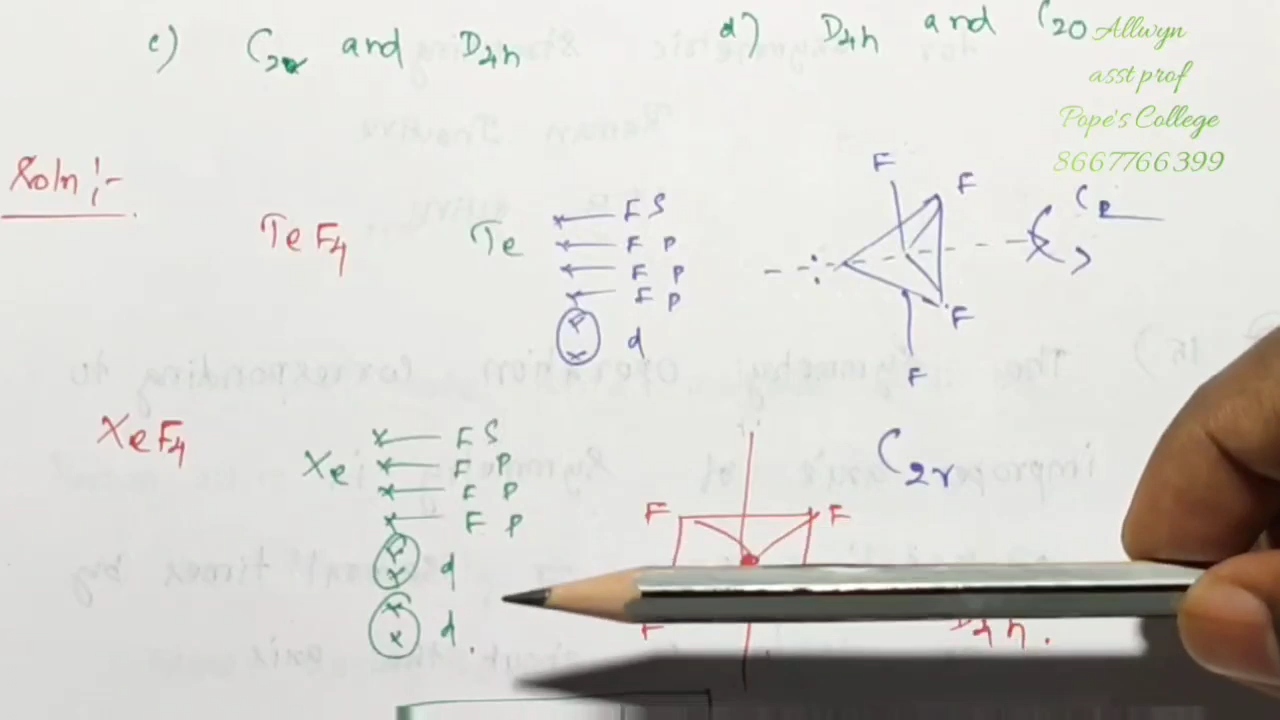 c) C2v and D4h
d) D4h and C20
Allwyn
asst prof
Pope's College
8667766399
Soln :-
TeF4
Te
F S
F P
F P
F P
d
F
F
F
F
C2
C2v
XeF4
Xe
F S
F P
F P
F P
d
d.
F
F
F
D4h.